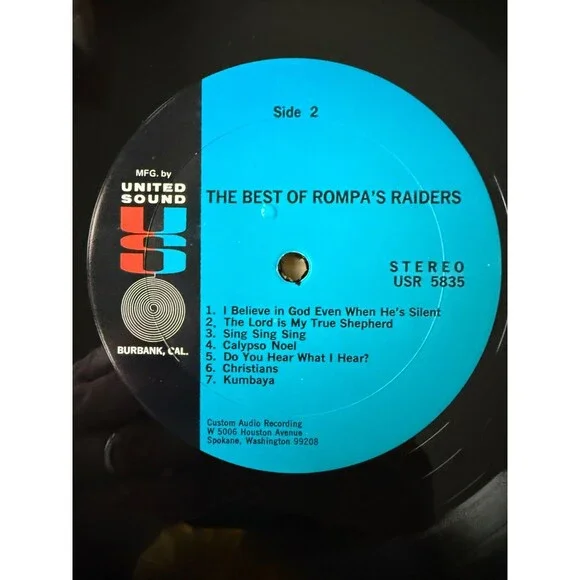 Side 2
MFG. by
UNITED
SOUND
US
BURBANK, CAL.
THE BEST OF ROMPA'S RAIDERS
STEREO
USR 5835
1. I Believe in God Even When He's Silent
2. The Lord is My True Shepherd
3. Sing Sing Sing
4. Calypso Noel
5. Do You Hear What I Hear?
6. Christians
7. Kumbaya
Custom Audio Recording
W 5006 Houston Avenue
Spokane, Washington 99208